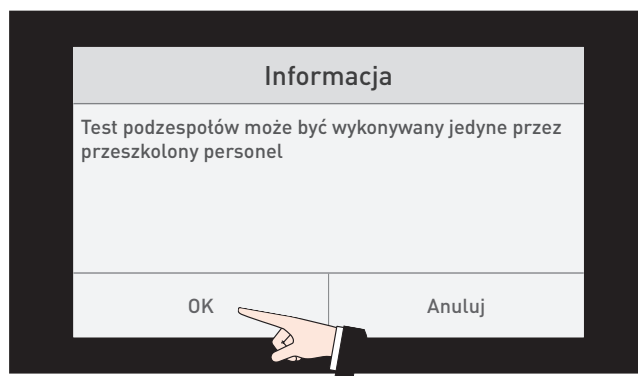 Informacja
Test podzespołów może być wykonywany jedyne przez
przeszkolony personel
OK
Anuluj